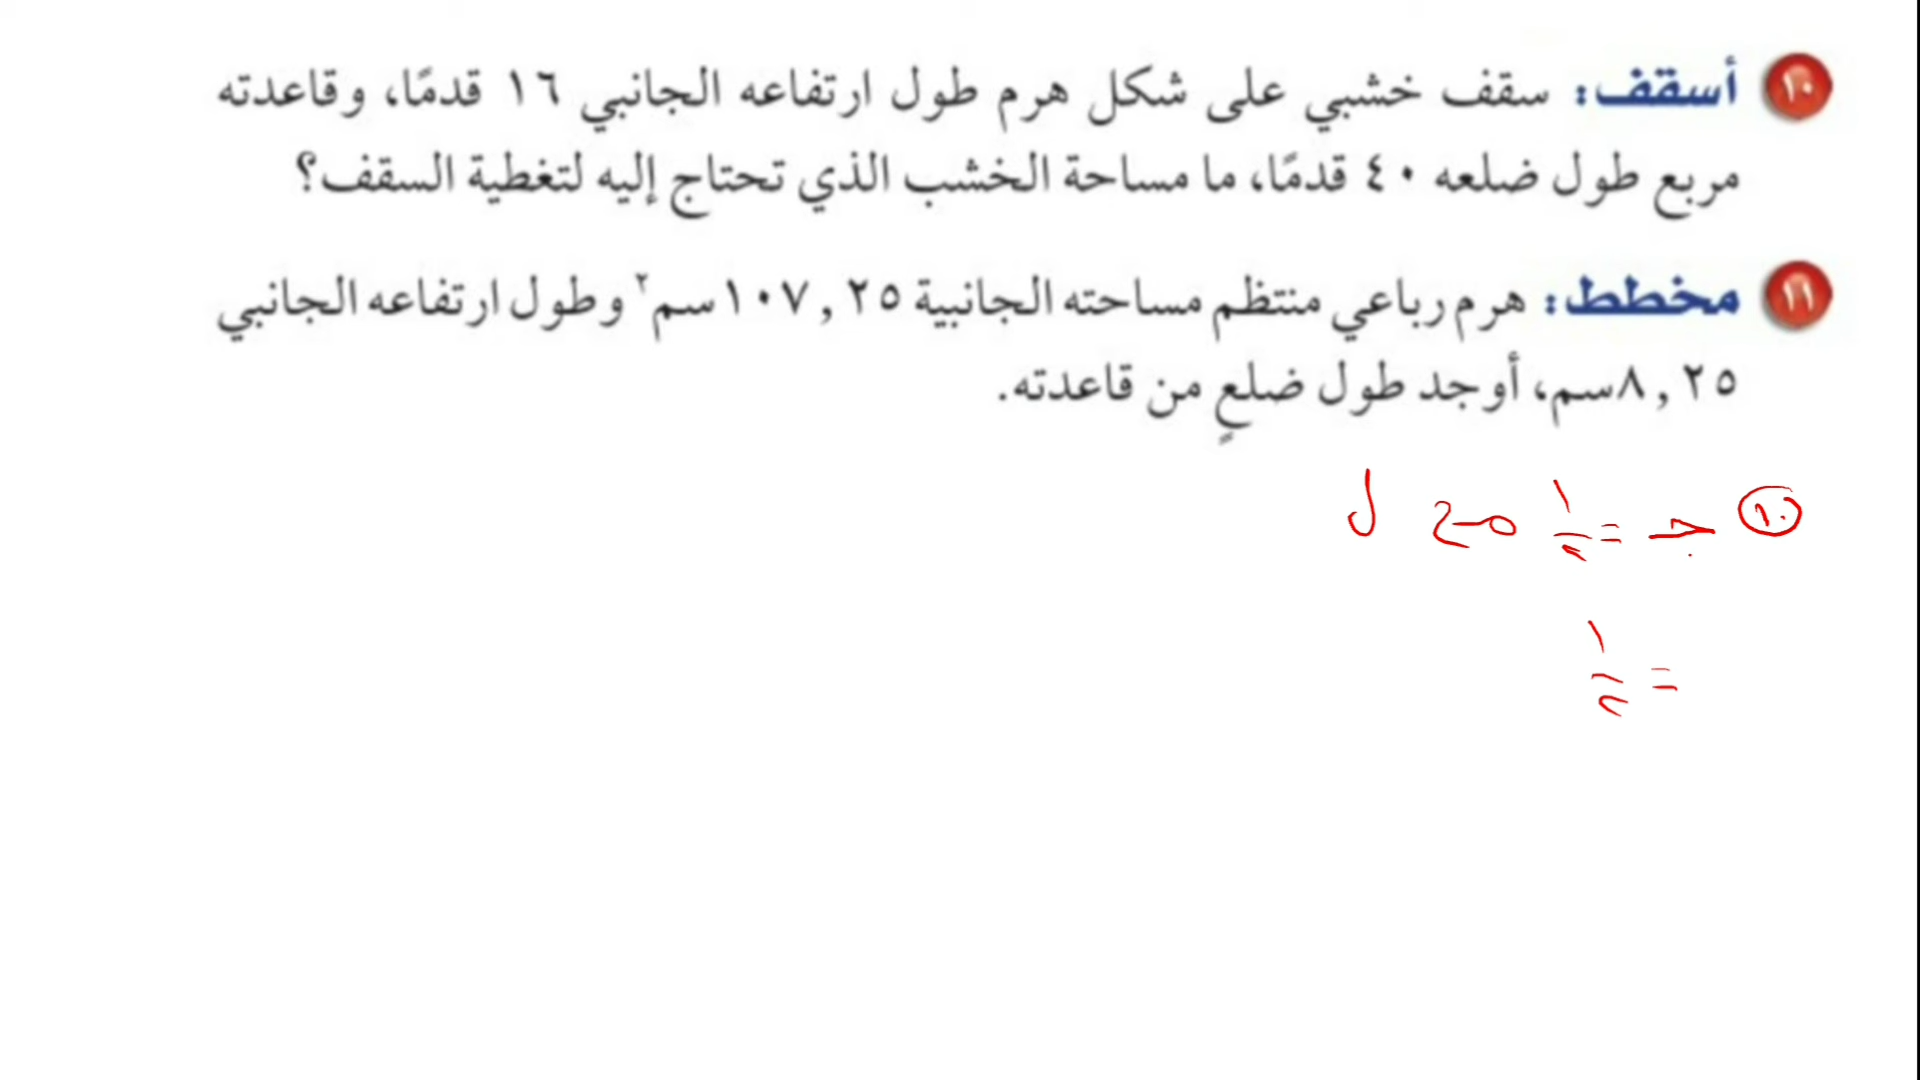 ١٠ أسقف: سقف خشبي على شكل هرم طول ارتفاعه الجانبي ١٦ قدمًا، وقاعدته
مربع طول ضلعه ٤٠ قدمًا، ما مساحة الخشب الذي تحتاج إليه لتغطية السقف؟
١١ مخطط: هرم رباعي منتظم مساحته الجانبية ١٠٧,٢٥ سم٢ وطول ارتفاعه الجانبي
٨,٢٥ سم، أوجد طول ضلعٍ من قاعدته.
١٠ جـ = ١/٢ مح ل
= ١/٢